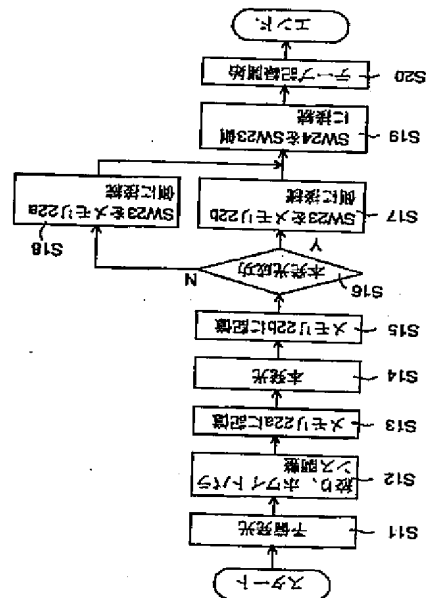 スタート
S11
予備発光
S12
絞り、ホワイトバラ
ンス調整
S13
メモリ22aに記憶
S14
本発光
S15
メモリ22bに記憶
S16
本発光成功
Y
N
S17
SW23をメモリ22b
側に接続
S18
SW23をメモリ22a
側に接続
S19
SW24をSW23側
に接続
S20
テープ記録開始
エンド